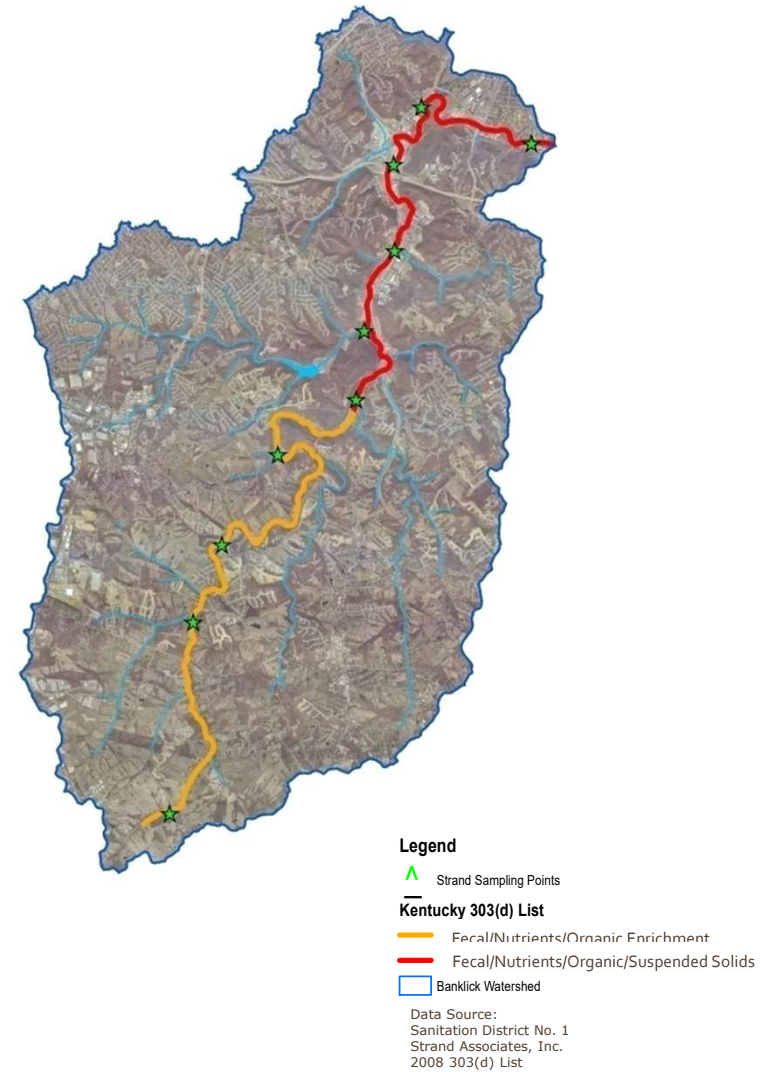 Legend
Strand Sampling Points
Kentucky 303(d) List
Fecal/Nutrients/Organic Enrichment
Fecal/Nutrients/Organic/Suspended Solids
Banklick Watershed
Data Source:
Sanitation District No. 1
Strand Associates, Inc.
2008 303(d) List